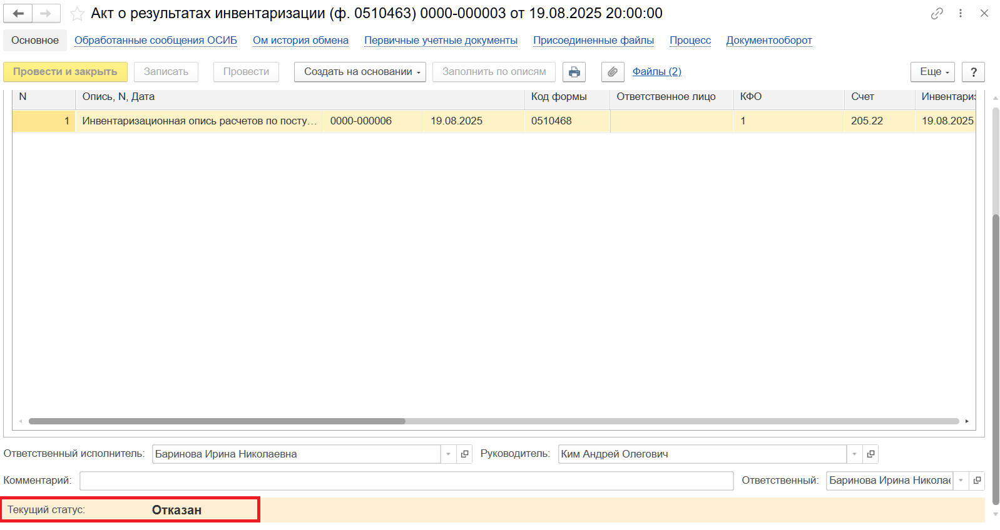 Акт о результатах инвентаризации (ф. 0510463) 0000-000003 от 19.08.2025 20:00:00
Основное Обработанные сообщения ОСИБ Ом история обмена Первичные учетные документы Присоединенные файлы Процесс Документооборот
Провести и закрыть Записать Провести Создать на основании Заполнить по описям Файлы (2) Еще ?
N Опись, N, Дата Код формы Ответственное лицо КФО Счет Инвентариз
1 Инвентаризационная опись расчетов по посту... 0000-000006 19.08.2025 0510468 1 205.22 19.08.2025
Ответственный исполнитель: Баринова Ирина Николаевна Руководитель: Ким Андрей Олегович
Комментарий: Ответственный: Баринова Ирина Николае
Текущий статус: Отказан